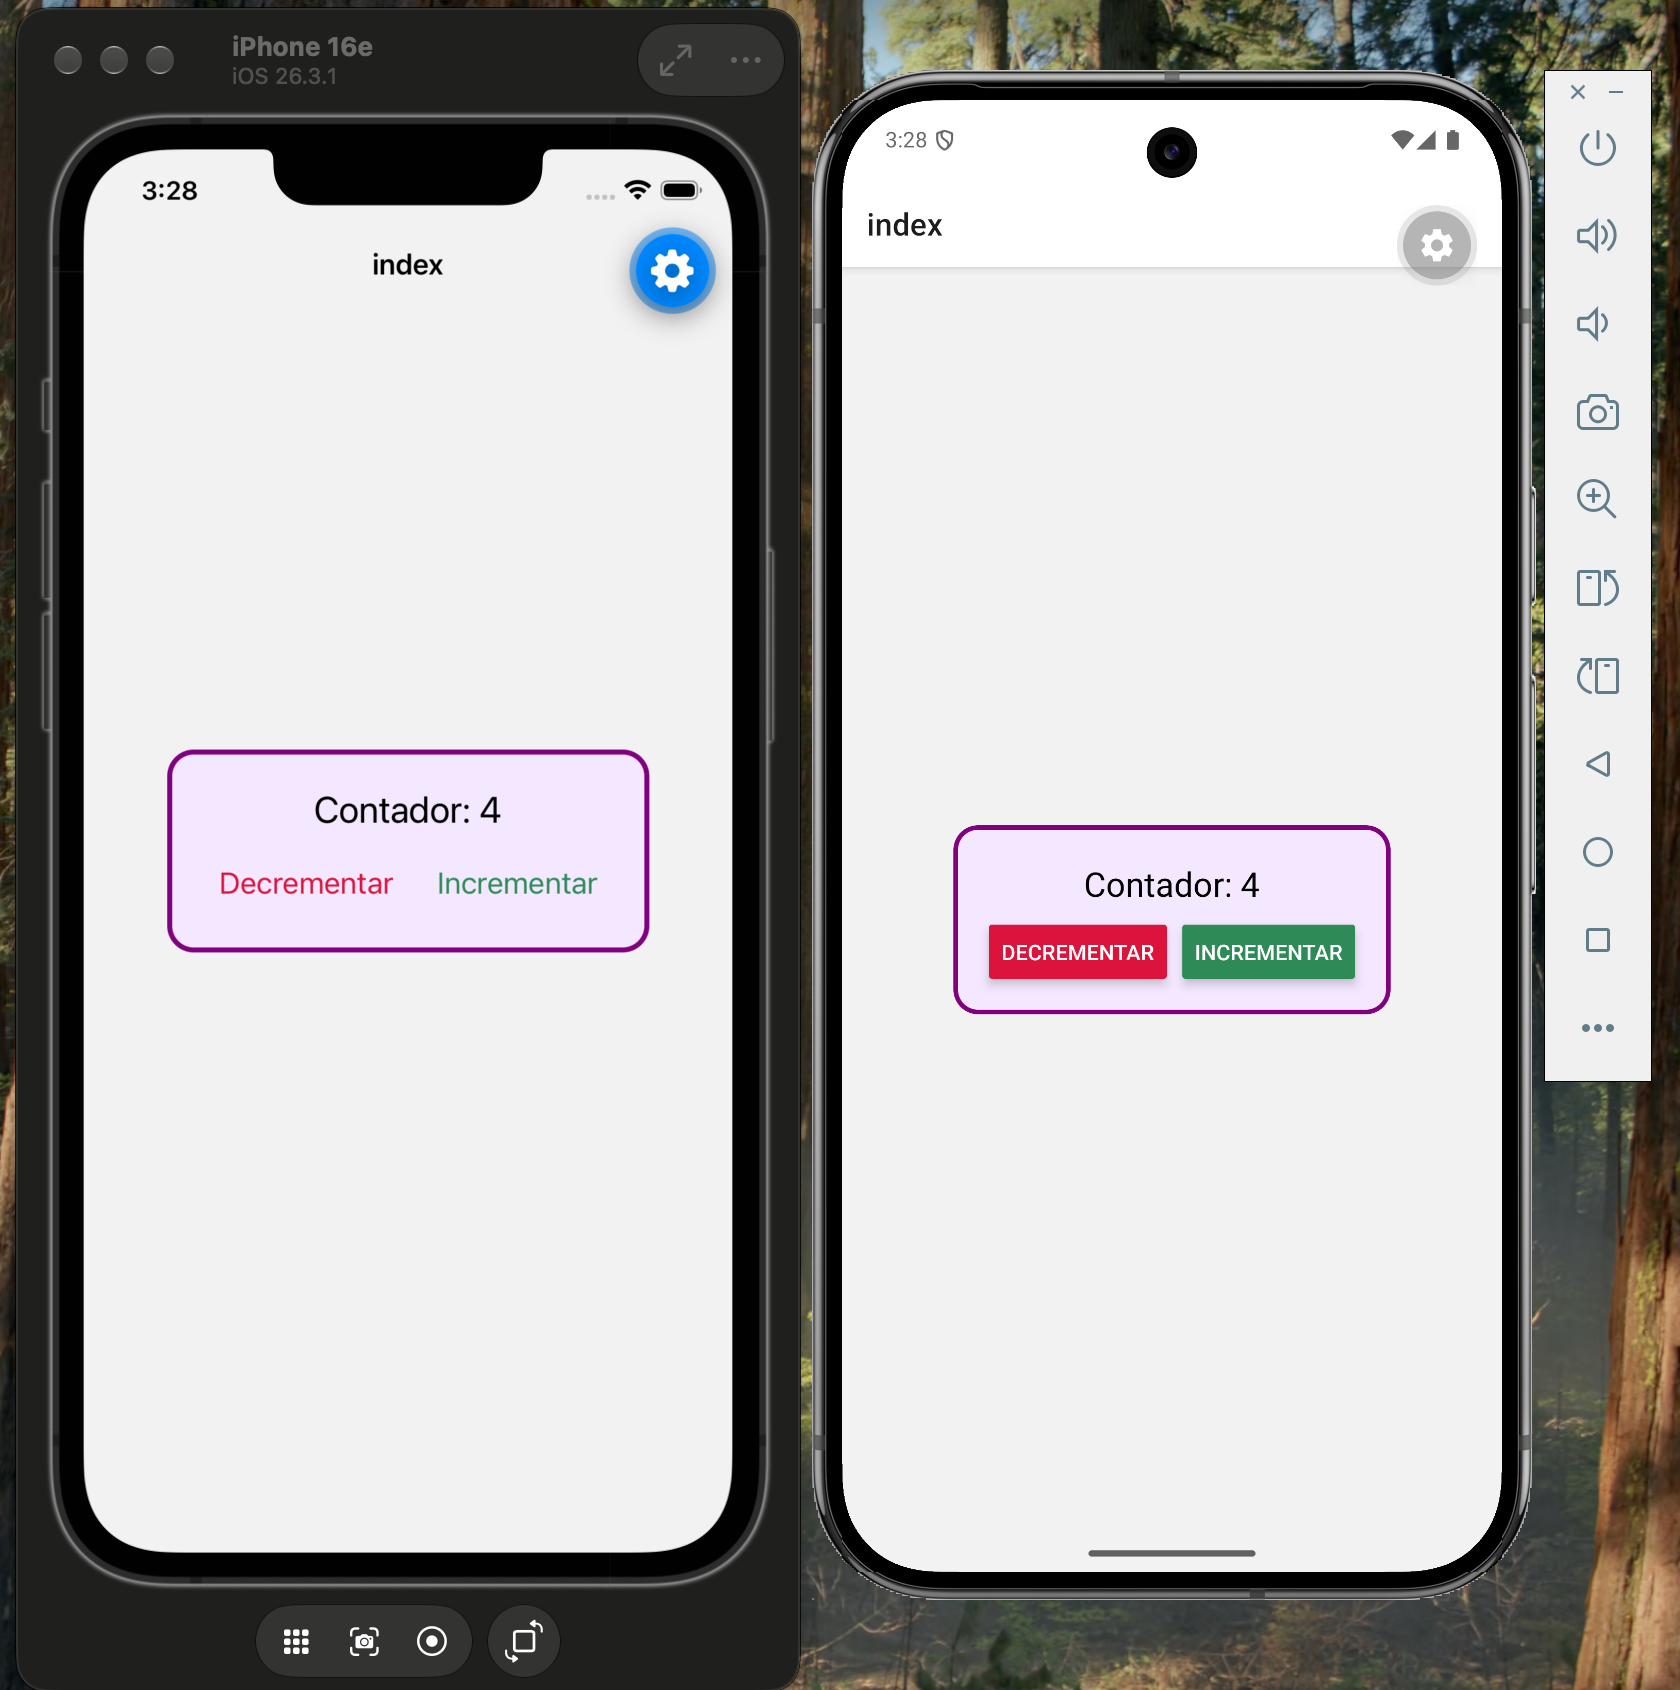 iPhone 16e
iOS 26.3.1
3:28
index
Contador: 4
Decrementar Incrementar
3:28
index
Contador: 4
DECREMENTAR INCREMENTAR